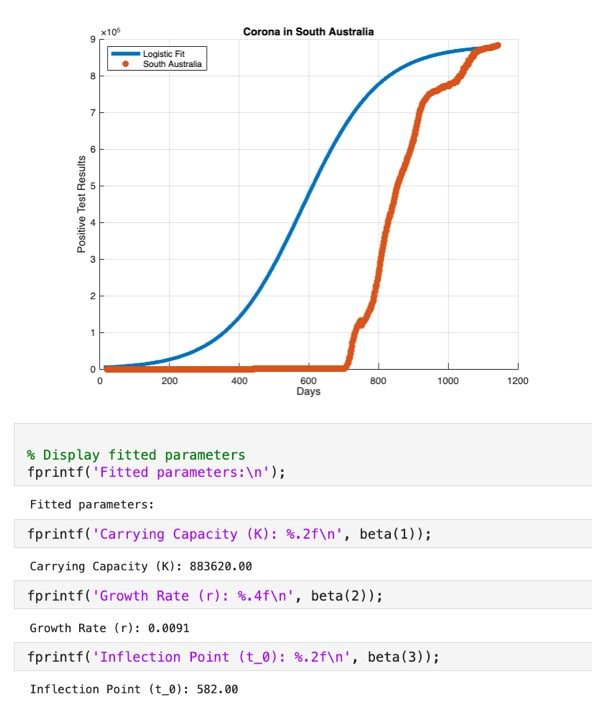 Corona in South Australia
×10⁵
9
8
7
6
5
4
3
2
1
0
Logistic Fit
South Australia
Positive Test Results
0 200 400 600 800 1000 1200
Days
% Display fitted parameters
fprintf('Fitted parameters:\n');
Fitted parameters:
fprintf('Carrying Capacity (K): %.2f\n', beta(1));
Carrying Capacity (K): 883620.00
fprintf('Growth Rate (r): %.4f\n', beta(2));
Growth Rate (r): 0.0091
fprintf('Inflection Point (t_0): %.2f\n', beta(3));
Inflection Point (t_0): 582.00